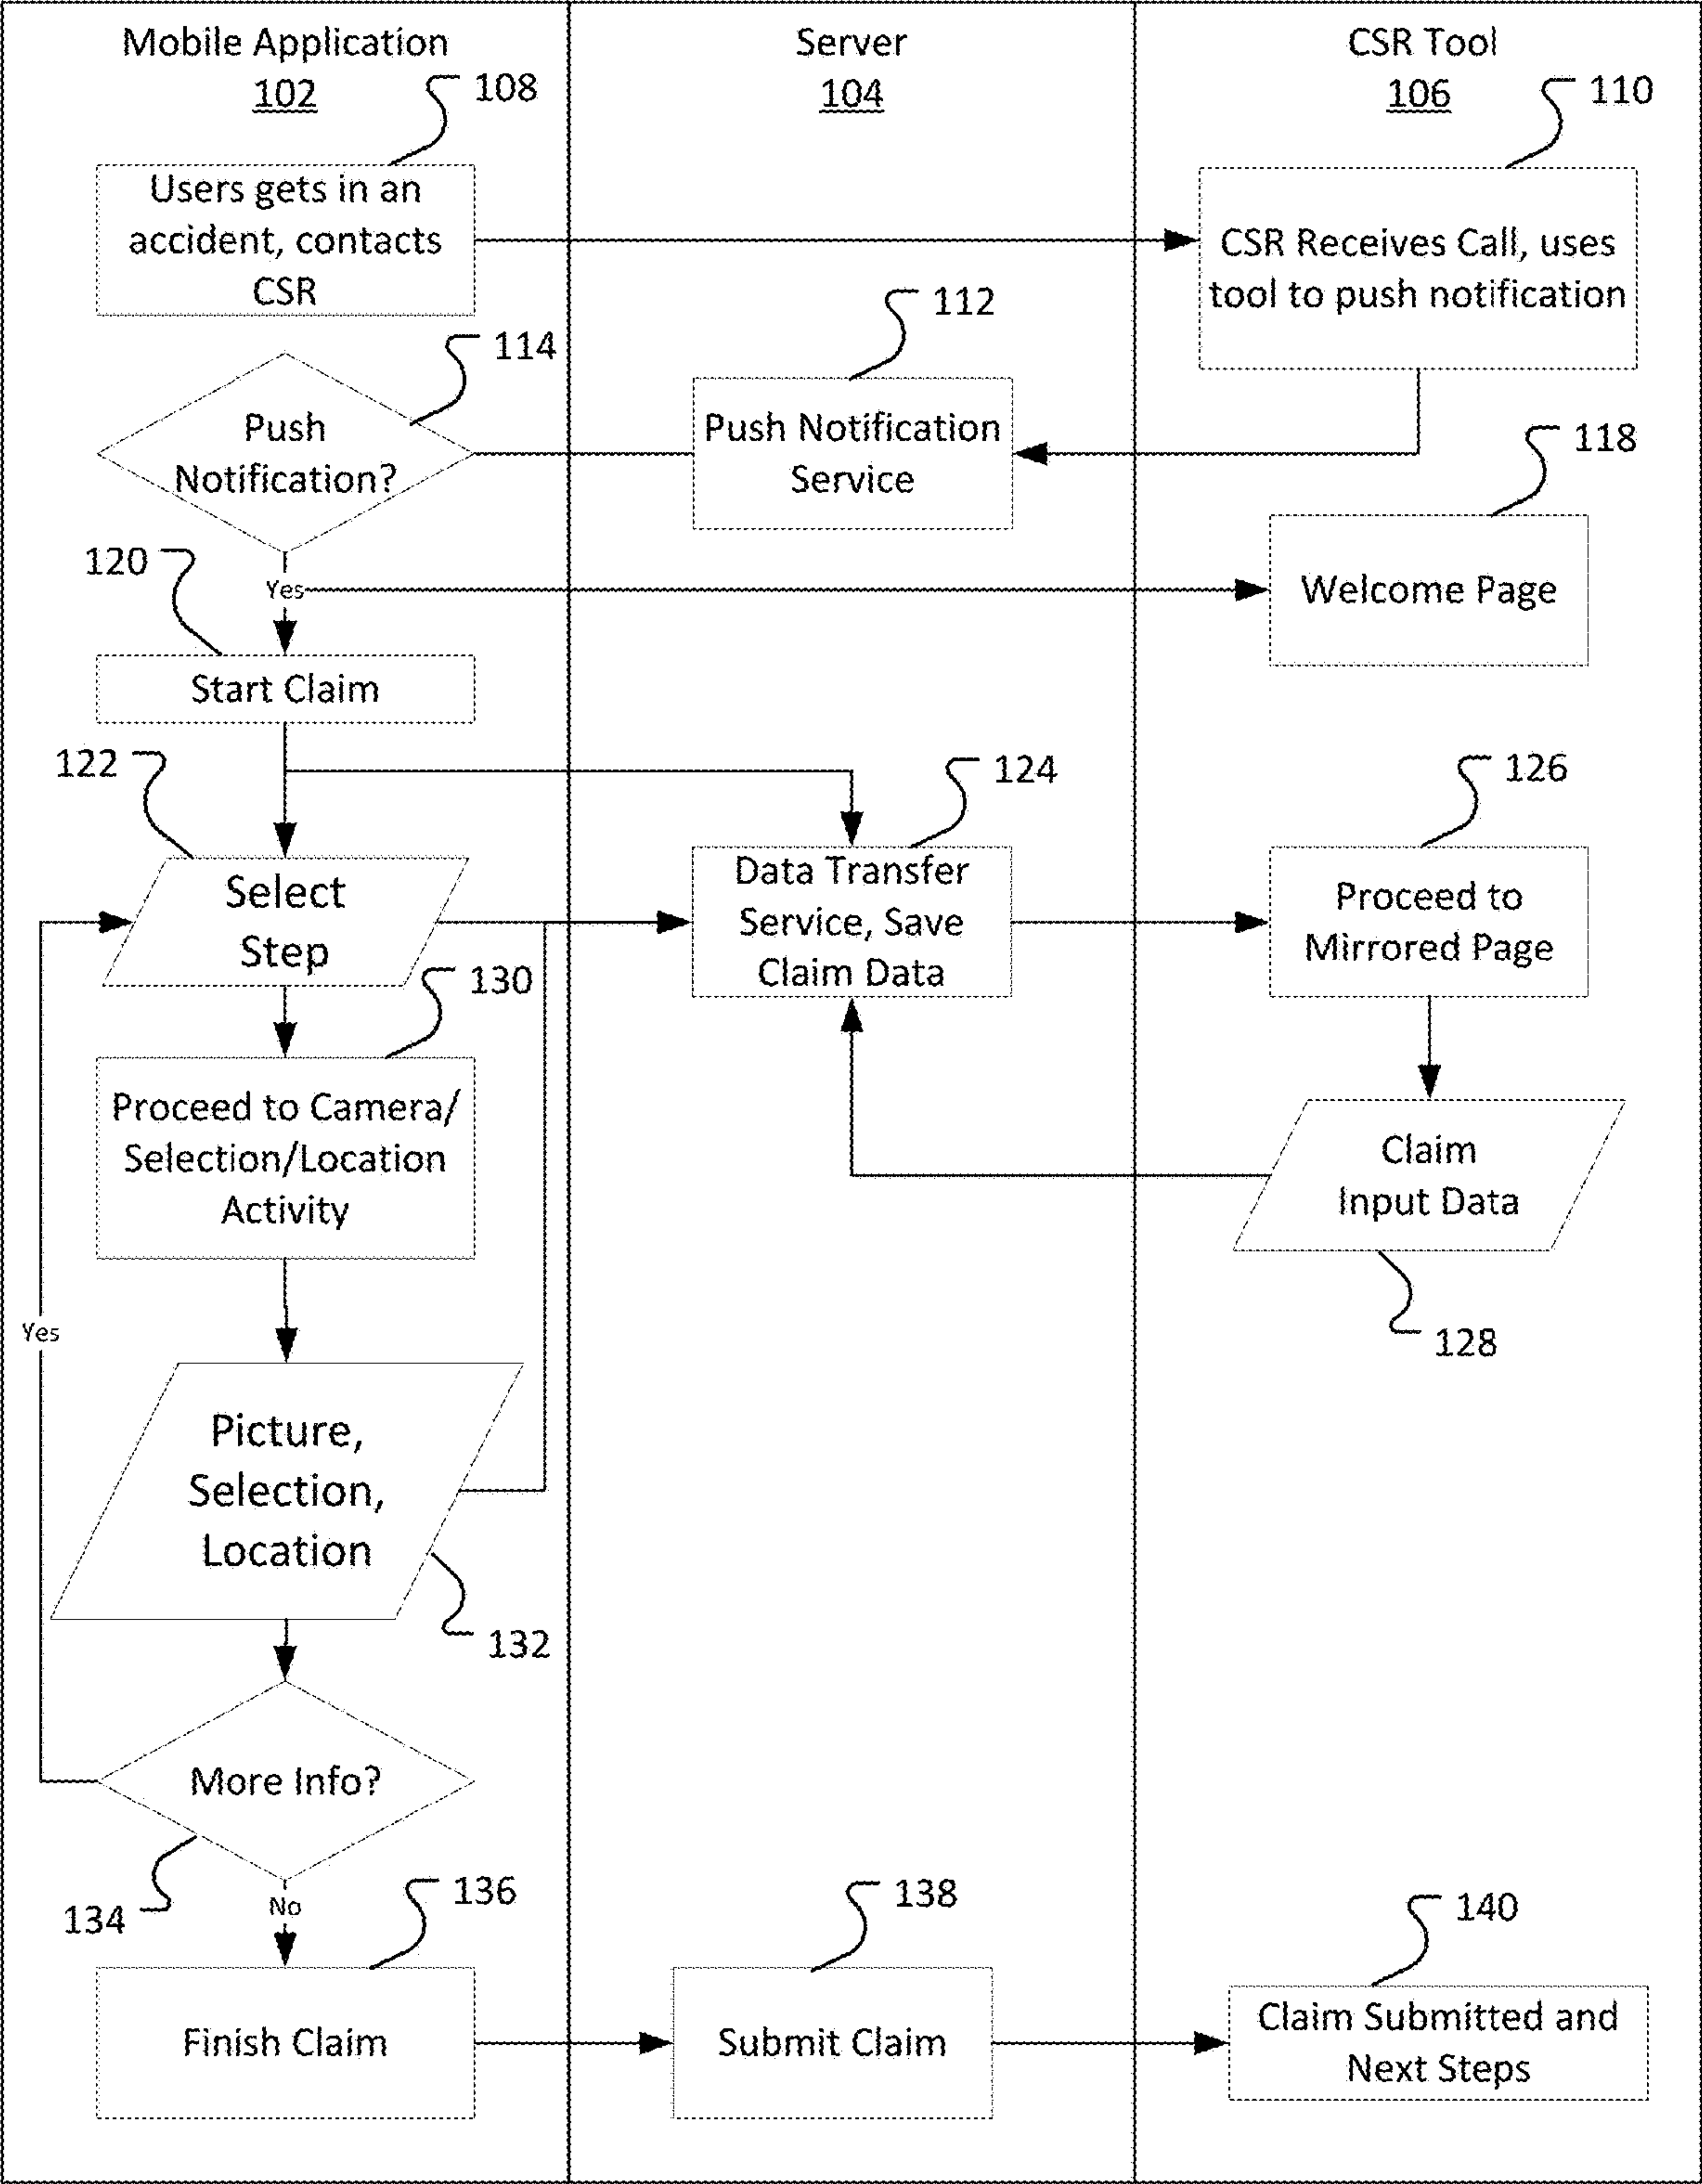 Mobile Application
102
Server
104
CSR Tool
106
108
110
Users gets in an
accident, contacts
CSR
CSR Receives Call, uses
tool to push notification
112
114
Push
Notification?
Push Notification
Service
118
120
Yes
Welcome Page
Start Claim
122
124
126
Select
Step
Data Transfer
Service, Save
Claim Data
Proceed to
Mirrored Page
130
Proceed to Camera/
Selection/Location
Activity
Claim
Input Data
128
Yes
Picture,
Selection,
Location
132
More Info?
134
No
136
138
140
Finish Claim
Submit Claim
Claim Submitted and
Next Steps